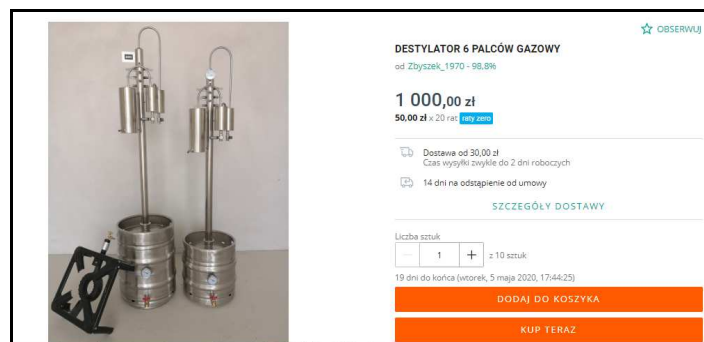 OBSERWUJ
DESTYLATOR 6 PALCÓW GAZOWY
od Zbyszek_1970 - 98.8%
1 000,00 zł
50,00 zł x 20 rat raty zero
Dostawa od 30,00 zł
Czas wysyłki zwykle do 2 dni roboczych
14 dni na odstąpienie od umowy
SZCZEGÓŁY DOSTAWY
Liczba sztuk
1 z 10 sztuk
19 dni do końca (wtorek, 5 maja 2020, 17:44:25)
DODAJ DO KOSZYKA
KUP TERAZ